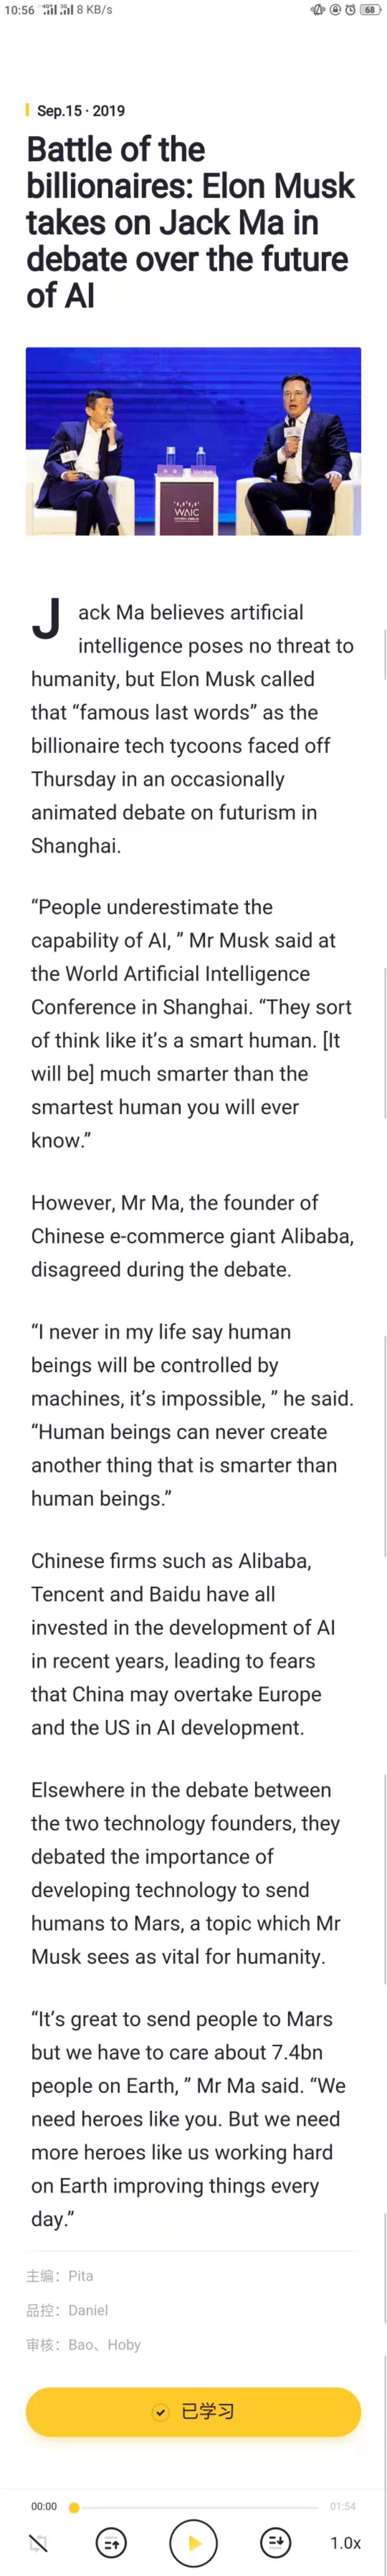 10:56 4G 3G 8 KB/s 68
Sep.15 · 2019
Battle of the
billionaires: Elon Musk
takes on Jack Ma in
debate over the future
of AI
WAIC
Jack Ma believes artificial
intelligence poses no threat to
humanity, but Elon Musk called
that “famous last words” as the
billionaire tech tycoons faced off
Thursday in an occasionally
animated debate on futurism in
Shanghai.
“People underestimate the
capability of AI, ” Mr Musk said at
the World Artificial Intelligence
Conference in Shanghai. “They sort
of think like it’s a smart human. [It
will be] much smarter than the
smartest human you will ever
know.”
However, Mr Ma, the founder of
Chinese e-commerce giant Alibaba,
disagreed during the debate.
“I never in my life say human
beings will be controlled by
machines, it’s impossible, ” he said.
“Human beings can never create
another thing that is smarter than
human beings.”
Chinese firms such as Alibaba,
Tencent and Baidu have all
invested in the development of AI
in recent years, leading to fears
that China may overtake Europe
and the US in AI development.
Elsewhere in the debate between
the two technology founders, they
debated the importance of
developing technology to send
humans to Mars, a topic which Mr
Musk sees as vital for humanity.
“It’s great to send people to Mars
but we have to care about 7.4bn
people on Earth, ” Mr Ma said. “We
need heroes like you. But we need
more heroes like us working hard
on Earth improving things every
day.”
主编：Pita
品控：Daniel
审核：Bao、Hoby
已学习
00:00 01:54
1.0x